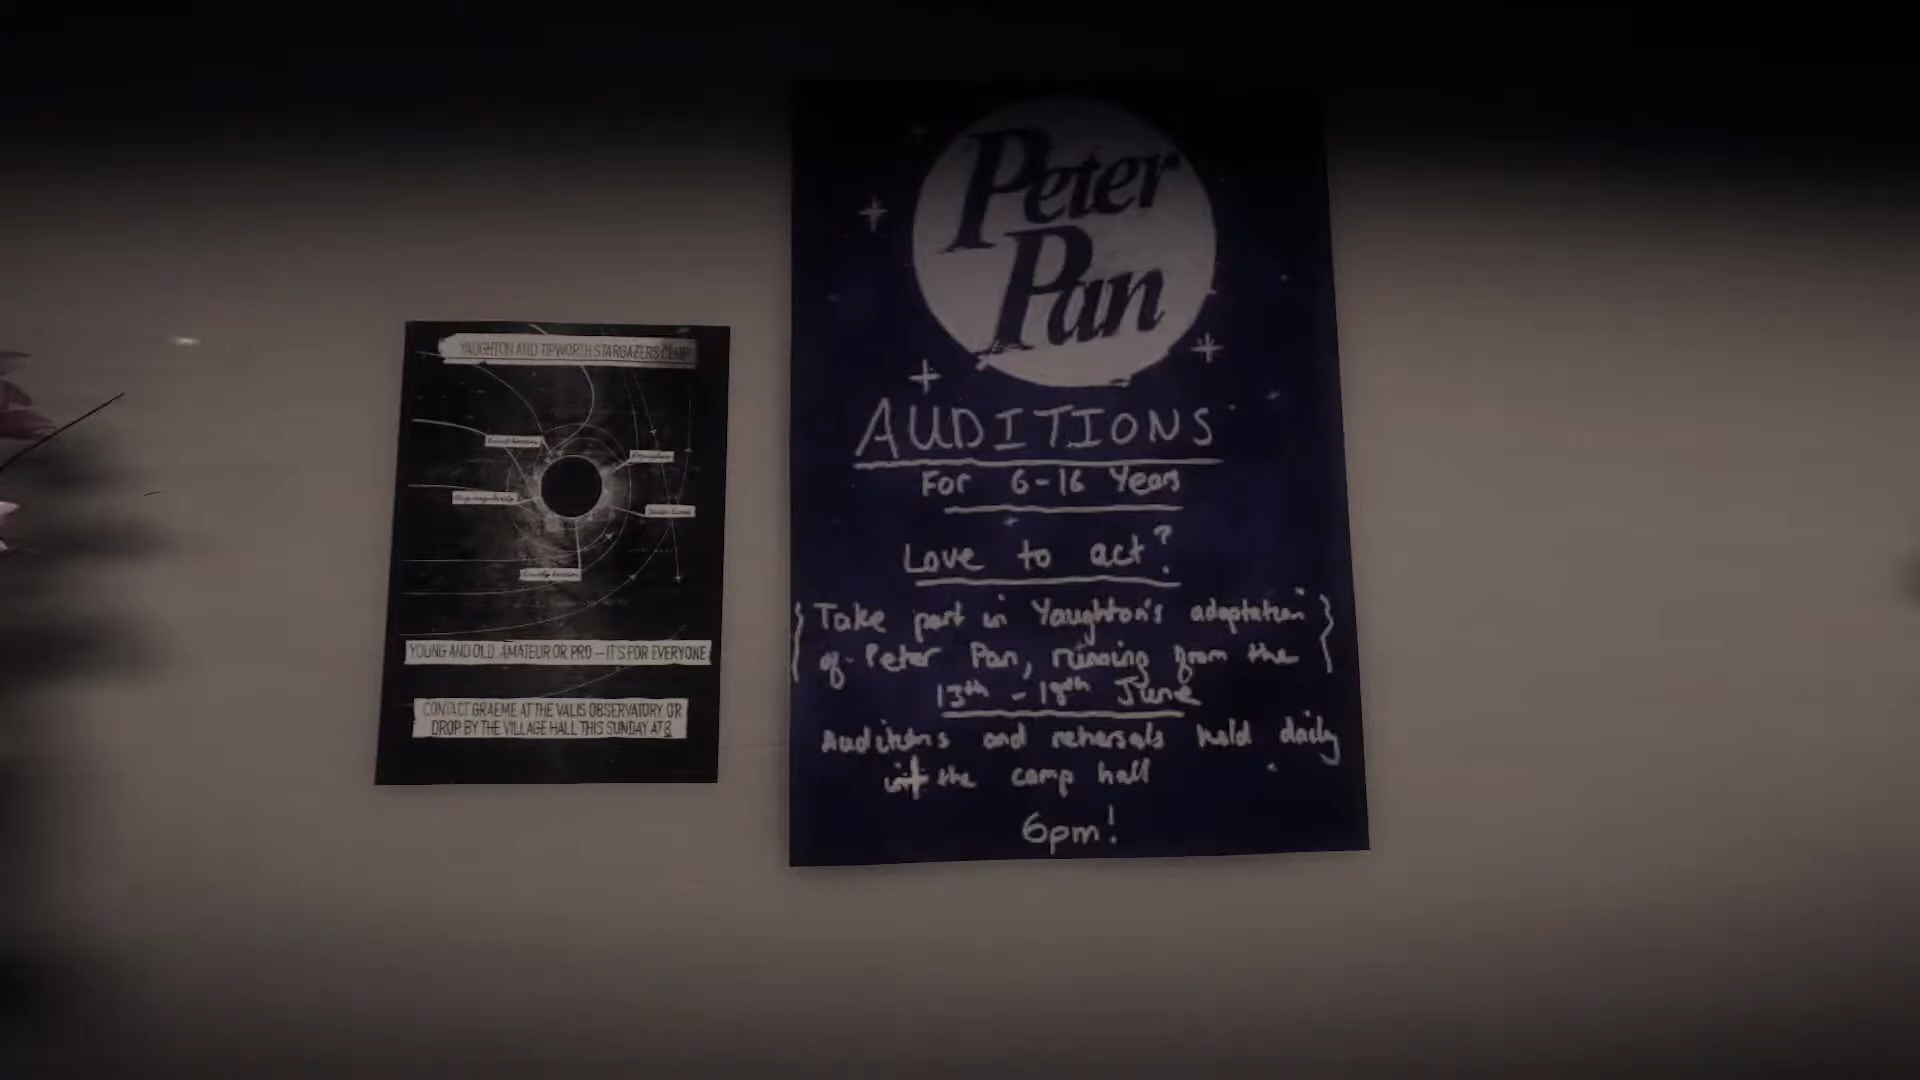 YAUGHTON AND TIPWORTH STARGAZERS CLUB
YOUNG AND OLD. AMATEUR OR PRO – IT'S FOR EVERYONE
CONTACT GRAEME AT THE VALIS OBSERVATORY OR
DROP BY THE VILLAGE HALL THIS SUNDAY AT 8
Peter
Pan
AUDITIONS
For 6-16 Years
Love to act?
Take part in Yaughton's adaptation
of Peter Pan, running from the
13th - 18th June
Auditions and rehersals held daily
the camp hall
6pm!